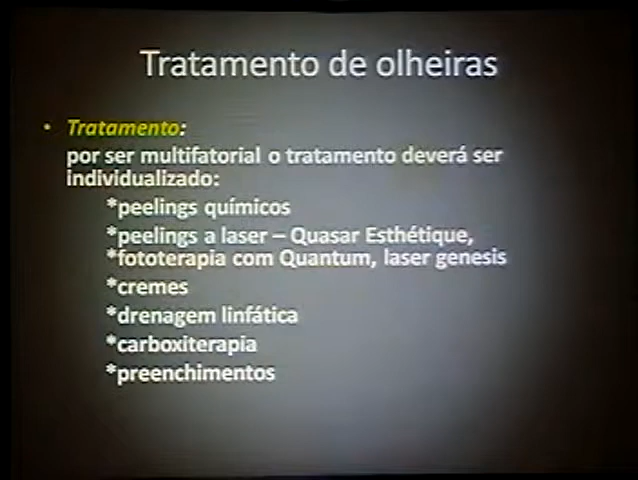 Tratamento de olheiras
• Tratamento:
por ser multifatorial o tratamento deverá ser
individualizado:
*peelings químicos
*peelings a laser – Quasar Esthétique,
*fototerapia com Quantum, laser genesis
*cremes
*drenagem linfática
*carboxiterapia
*preenchimentos